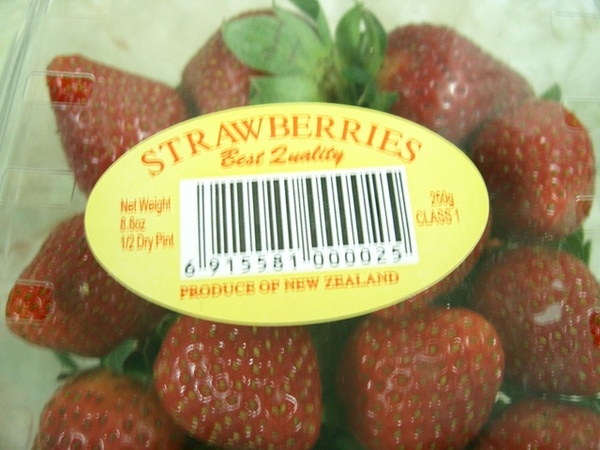 STRAWBERRIES
Best Quality
Net Weight
8.8oz
1/2 Dry Pint
250g
CLASS 1
6 915581 000025
PRODUCE OF NEW ZEALAND